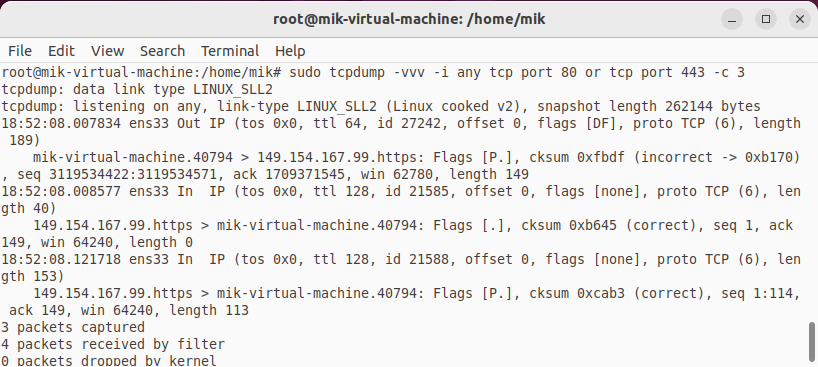 root@mik-virtual-machine: /home/mik
File Edit View Search Terminal Help
root@mik-virtual-machine:/home/mik# sudo tcpdump -vvv -i any tcp port 80 or tcp port 443 -c 3
tcpdump: data link type LINUX_SLL2
tcpdump: listening on any, link-type LINUX_SLL2 (Linux cooked v2), snapshot length 262144 bytes
18:52:08.007834 ens33 Out IP (tos 0x0, ttl 64, id 27242, offset 0, flags [DF], proto TCP (6), length
 189)
    mik-virtual-machine.40794 > 149.154.167.99.https: Flags [P.], cksum 0xfbdf (incorrect -> 0xb170)
, seq 3119534422:3119534571, ack 1709371545, win 62780, length 149
18:52:08.008577 ens33 In  IP (tos 0x0, ttl 128, id 21585, offset 0, flags [none], proto TCP (6), len
gth 40)
    149.154.167.99.https > mik-virtual-machine.40794: Flags [.], cksum 0xb645 (correct), seq 1, ack
149, win 64240, length 0
18:52:08.121718 ens33 In  IP (tos 0x0, ttl 128, id 21588, offset 0, flags [none], proto TCP (6), len
gth 153)
    149.154.167.99.https > mik-virtual-machine.40794: Flags [P.], cksum 0xcab3 (correct), seq 1:114,
 ack 149, win 64240, length 113
3 packets captured
4 packets received by filter
0 packets dropped by kernel